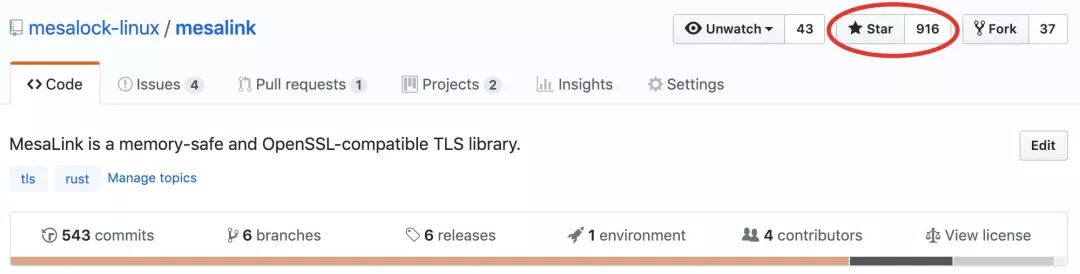 mesalock-linux / mesalink Unwatch 43 Star 916 Fork 37
Code Issues 4 Pull requests 1 Projects 2 Insights Settings
MesaLink is a memory-safe and OpenSSL-compatible TLS library. Edit
tls rust Manage topics
543 commits 6 branches 6 releases 1 environment 4 contributors View license